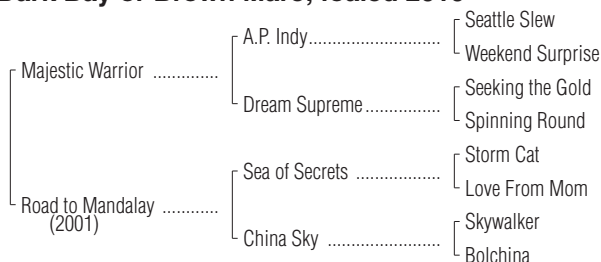 Seattle Slew
A.P. Indy
Weekend Surprise
Majestic Warrior
Seeking the Gold
Dream Supreme
Spinning Round
Storm Cat
Sea of Secrets
Love From Mom
Road to Mandalay
(2001)
Skywalker
China Sky
Bolchina